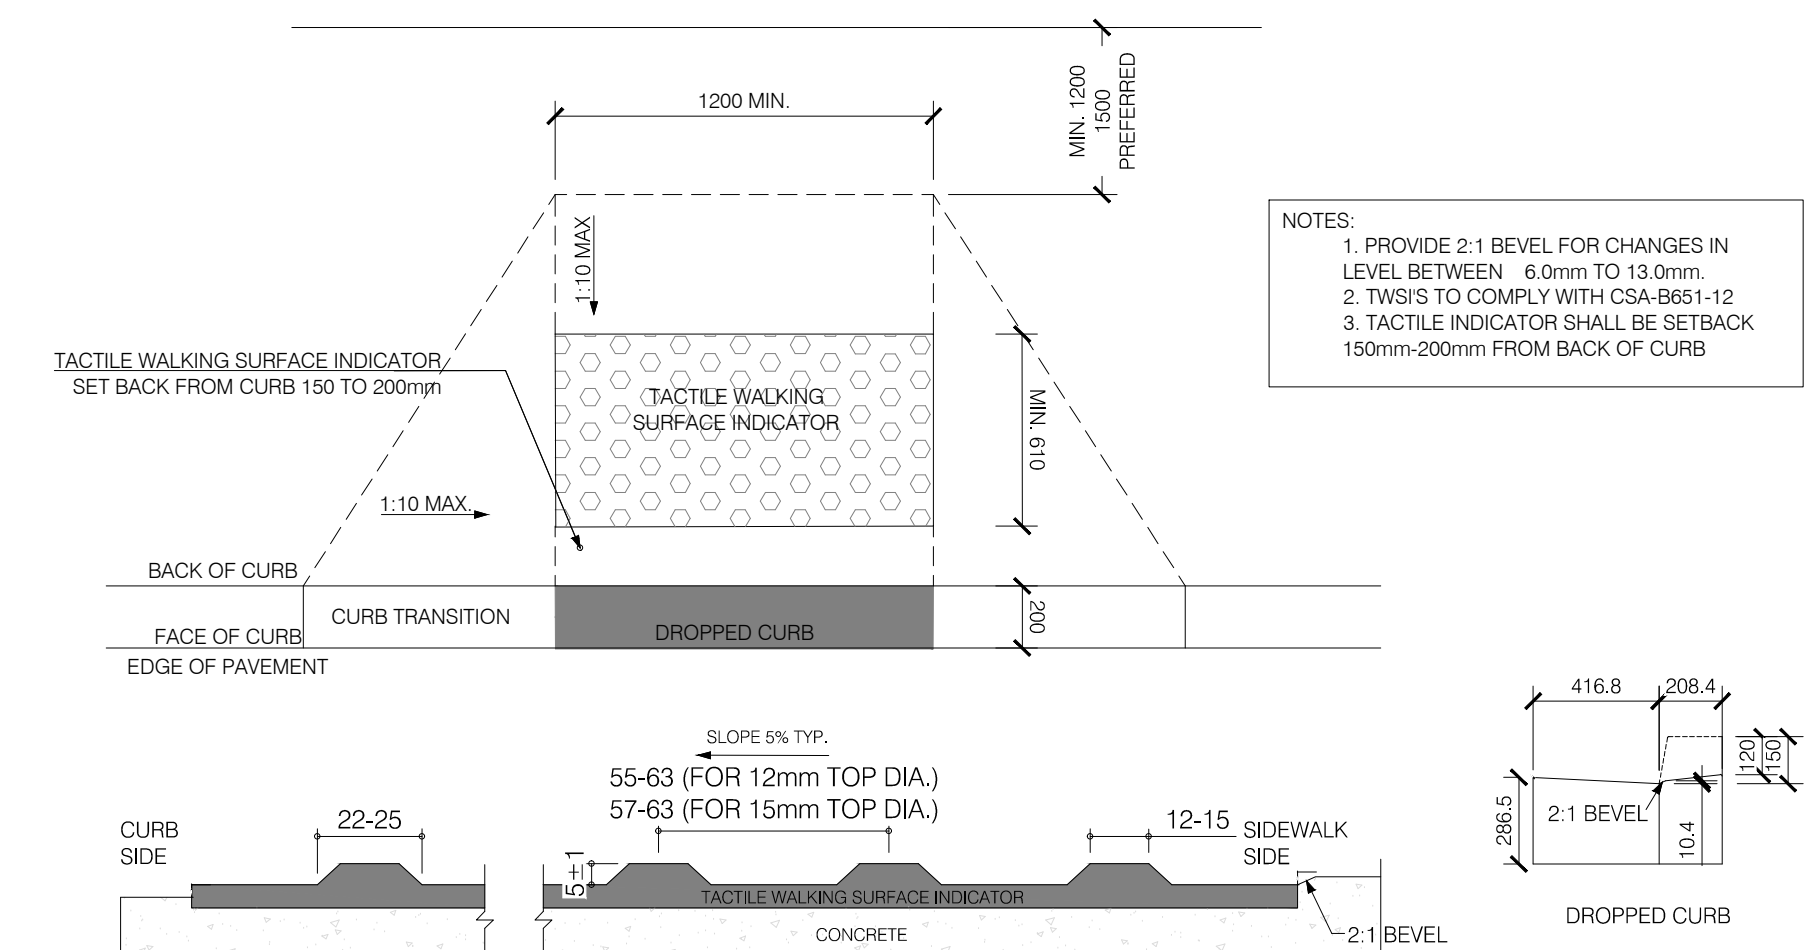 MIN. 1200
1500
PREFERRED
1200 MIN.
1:10 MAX
NOTES:
1. PROVIDE 2:1 BEVEL FOR CHANGES IN
LEVEL BETWEEN 6.0mm TO 13.0mm.
2. TWSI'S TO COMPLY WITH CSA-B651-12
3. TACTILE INDICATOR SHALL BE SETBACK
150mm-200mm FROM BACK OF CURB
TACTILE WALKING SURFACE INDICATOR
SET BACK FROM CURB 150 TO 200mm
TACTILE WALKING
SURFACE INDICATOR
MIN. 610
1:10 MAX.
BACK OF CURB
CURB TRANSITION
FACE OF CURB
DROPPED CURB
200
EDGE OF PAVEMENT
SLOPE 5% TYP.
55-63 (FOR 12mm TOP DIA.)
57-63 (FOR 15mm TOP DIA.)
CURB
SIDE
22-25
12-15
SIDEWALK
SIDE
5±1
TACTILE WALKING SURFACE INDICATOR
CONCRETE
2:1 BEVEL
416.8
208.4
120
150
286.5
2:1 BEVEL
10.4
DROPPED CURB